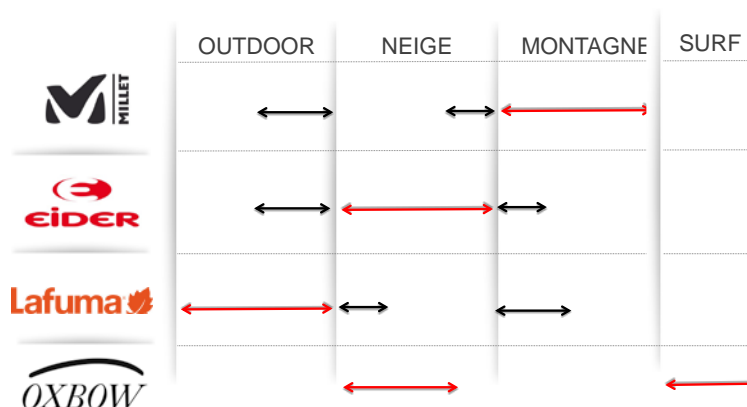 OUTDOOR NEIGE MONTAGNE SURF
MILLET
EiDER
Lafuma
OXBOW